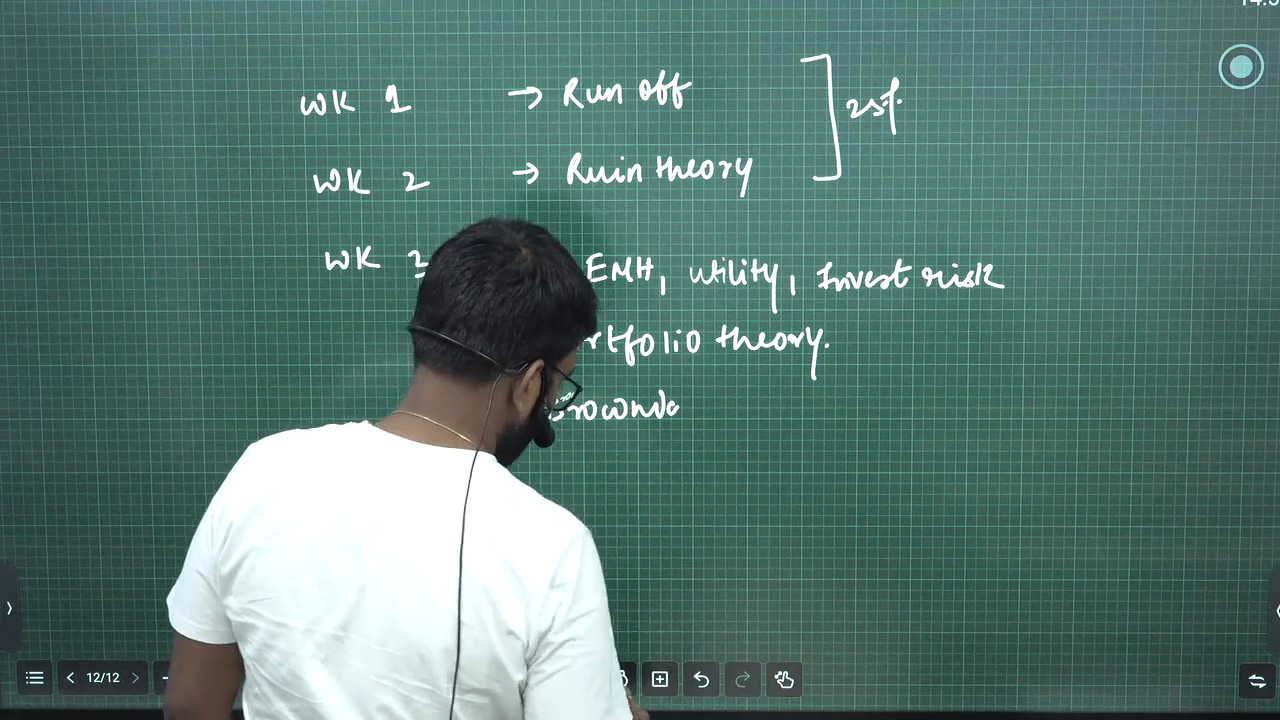 WK 1 → Run off
25%
WK 2 → Ruin theory
WK 3 EMH, utility, Invest risk
rtfolio theory.
Browni
12/12